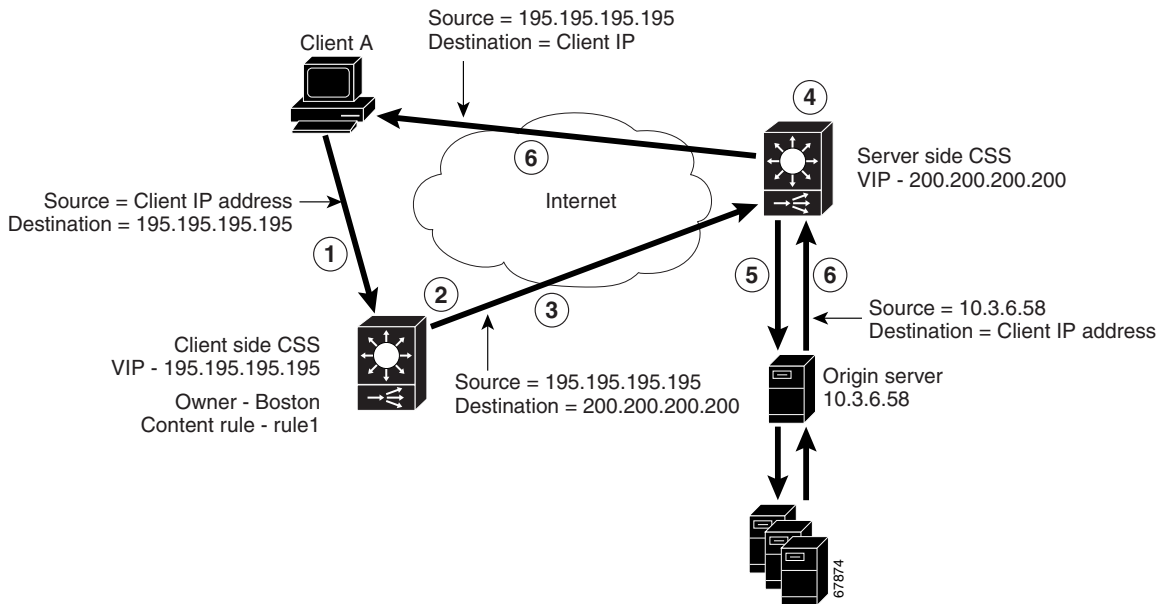 Source = 195.195.195.195
Destination = Client IP
Client A
4
6
Server side CSS
VIP - 200.200.200.200
Internet
Source = Client IP address
Destination = 195.195.195.195
1
2
3
5
6
Source = 10.3.6.58
Destination = Client IP address
Client side CSS
VIP - 195.195.195.195
Owner - Boston
Content rule - rule1
Source = 195.195.195.195
Destination = 200.200.200.200
Origin server
10.3.6.58
67874